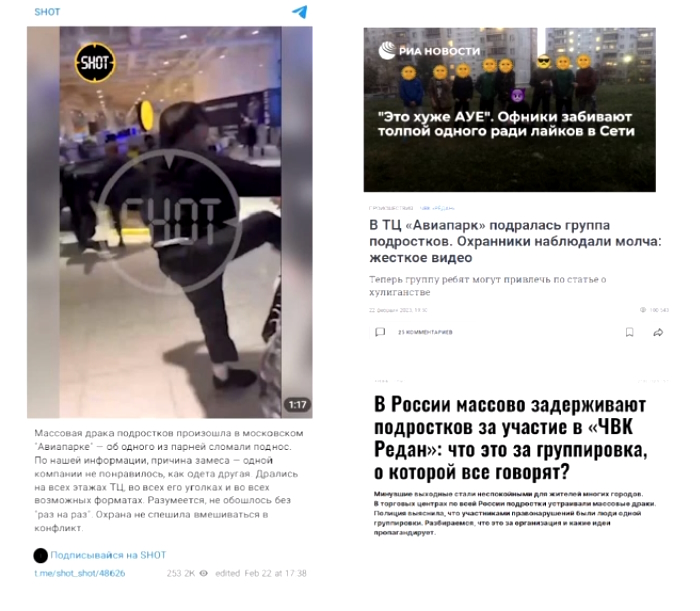 SHOT
SHOT
SHOT
1:17
Массовая драка подростков произошла в московском
"Авиапарке" — об одного из парней сломали поднос.
По нашей информации, причина замеса — одной
компании не понравилось, как одета другая. Дрались
на всех этажах ТЦ, во всех его уголках и во всех
возможных форматах. Разумеется, не обошлось без
"раз на раз". Охрана не спешила вмешиваться в
конфликт.
Подписывайся на SHOT
t.me/shot_shot/48626
253.2K
edited Feb 22 at 17:38
РИА НОВОСТИ
"Это хуже АУЕ". Офники забивают
толпой одного ради лайков в Сети
В ТЦ «Авиапарк» подралась группа
подростков. Охранники наблюдали молча:
жесткое видео
Теперь группу ребят могут привлечь по статье о
хулиганстве
21 КОММЕНТАРИЕВ
В России массово задерживают
подростков за участие в «ЧВК
Редан»: что это за группировка,
о которой все говорят?
Минувшие выходные стали неспокойными для жителей многих городов.
В торговых центрах по всей России подростки устраивали массовые драки.
Полиция выяснила, что участниками правонарушений были люди одной
группировки. Разбираемся, что это за организация и какие идеи
пропагандирует.